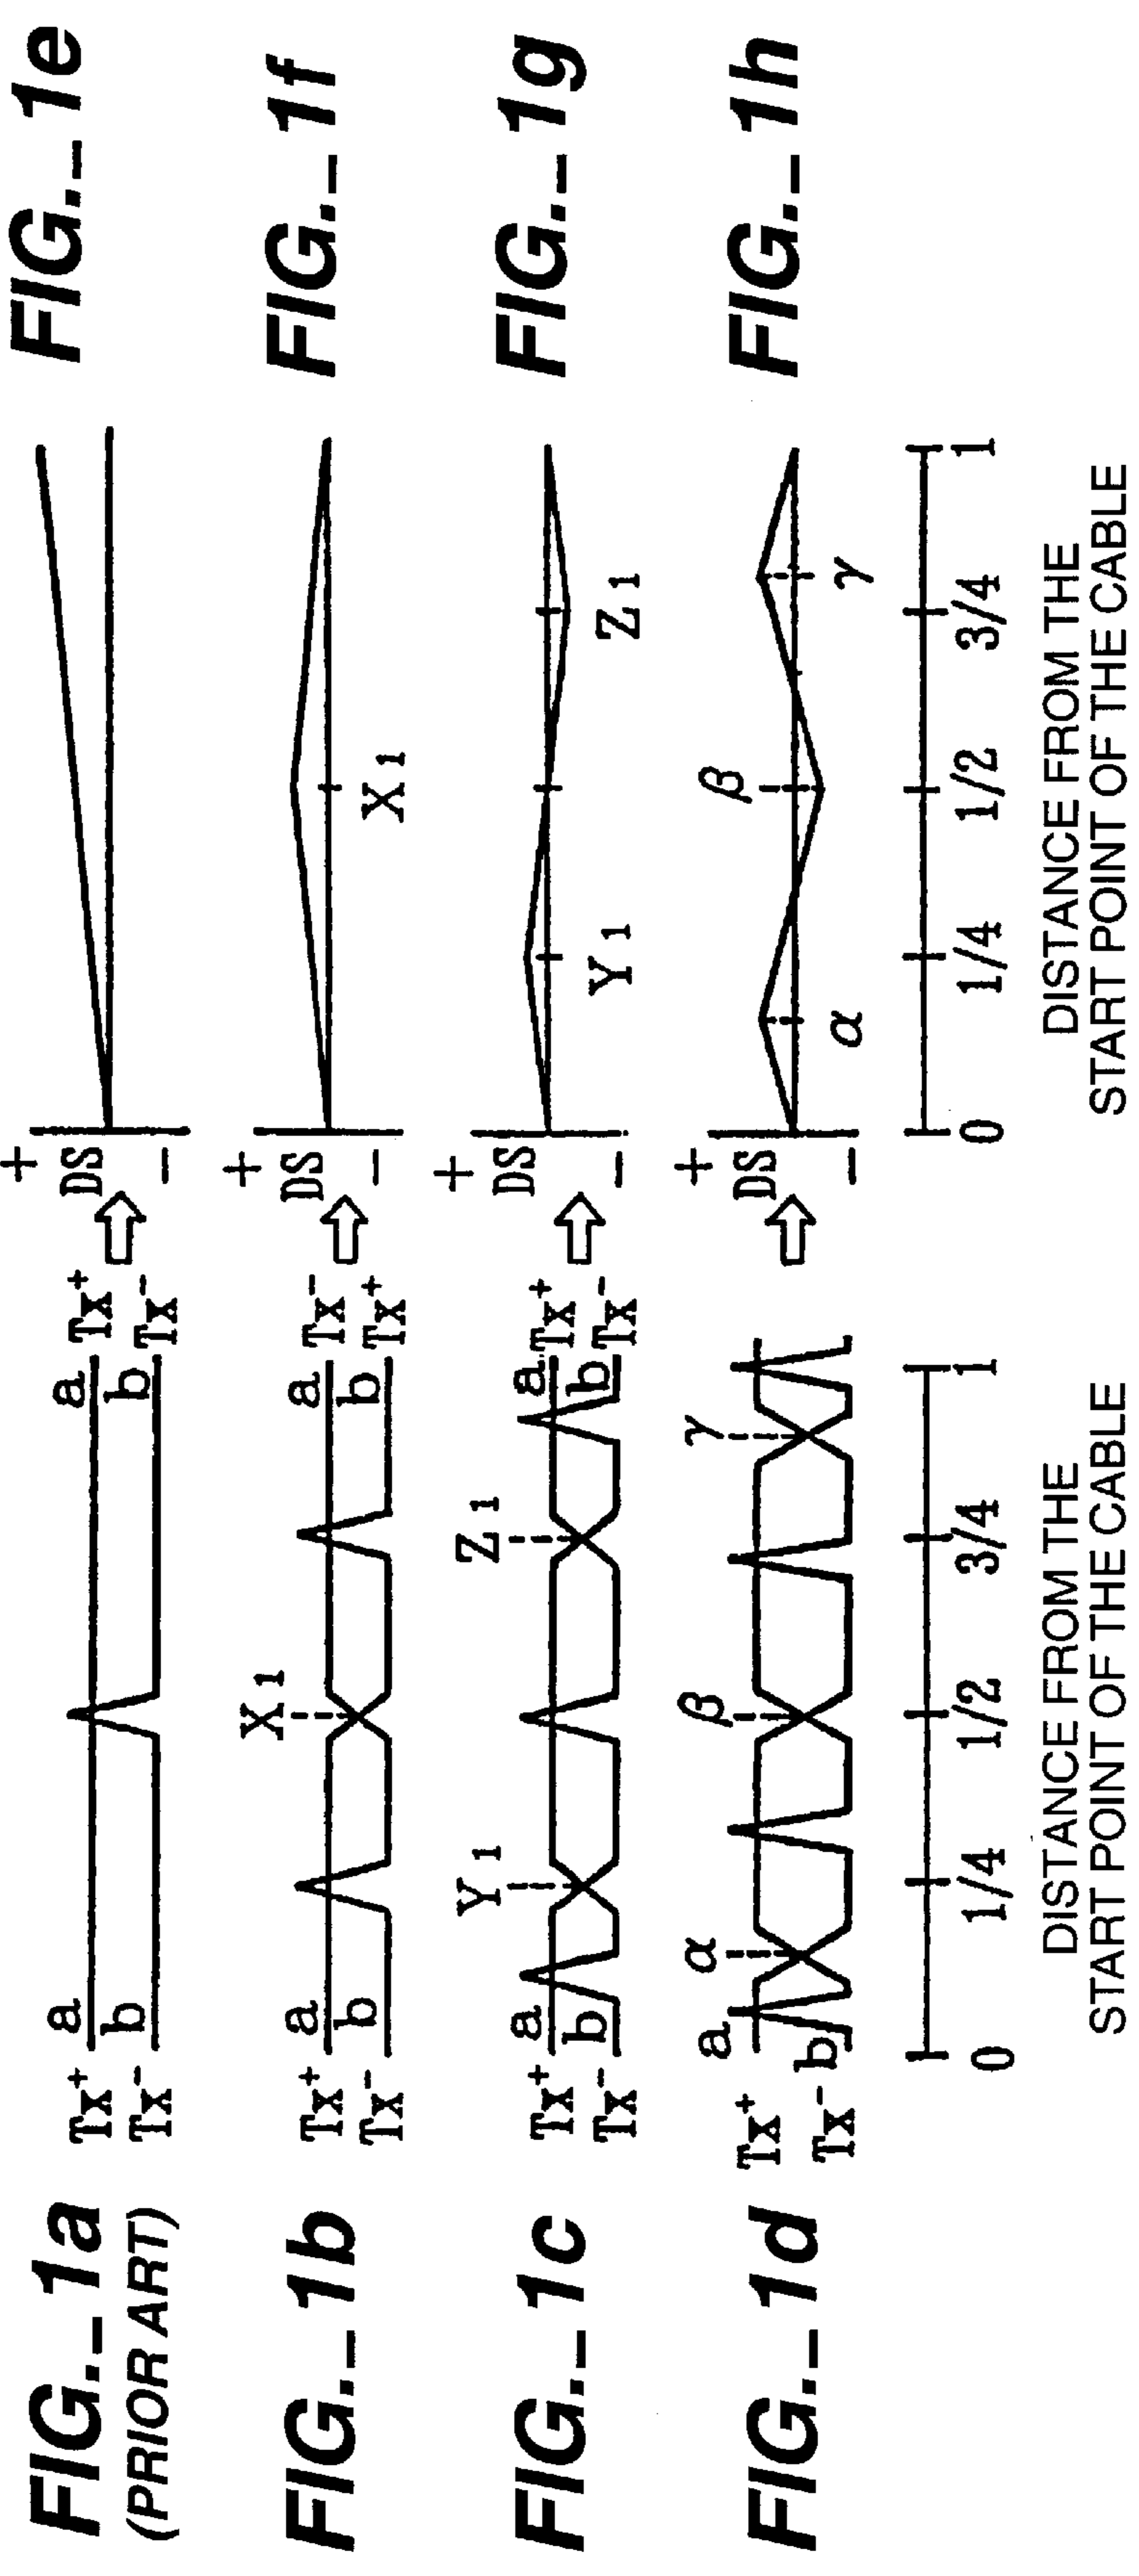 FIG._1a
(PRIOR ART)
Tx+ a a Tx+
Tx- b b Tx-
+
DS
-
FIG._1e
FIG._1b
X1
Tx+ a a Tx-
Tx- b b Tx+
+
DS
-
X1
FIG._1f
FIG._1c
Y1 Z1
Tx+ a a Tx+
Tx- b b Tx-
+
DS
-
Y1 Z1
FIG._1g
FIG._1d
α β γ
Tx+ a
Tx- b
+
DS
-
α β γ
FIG._1h
0 1/4 1/2 3/4 1
DISTANCE FROM THE
START POINT OF THE CABLE
0 1/4 1/2 3/4 1
DISTANCE FROM THE
START POINT OF THE CABLE